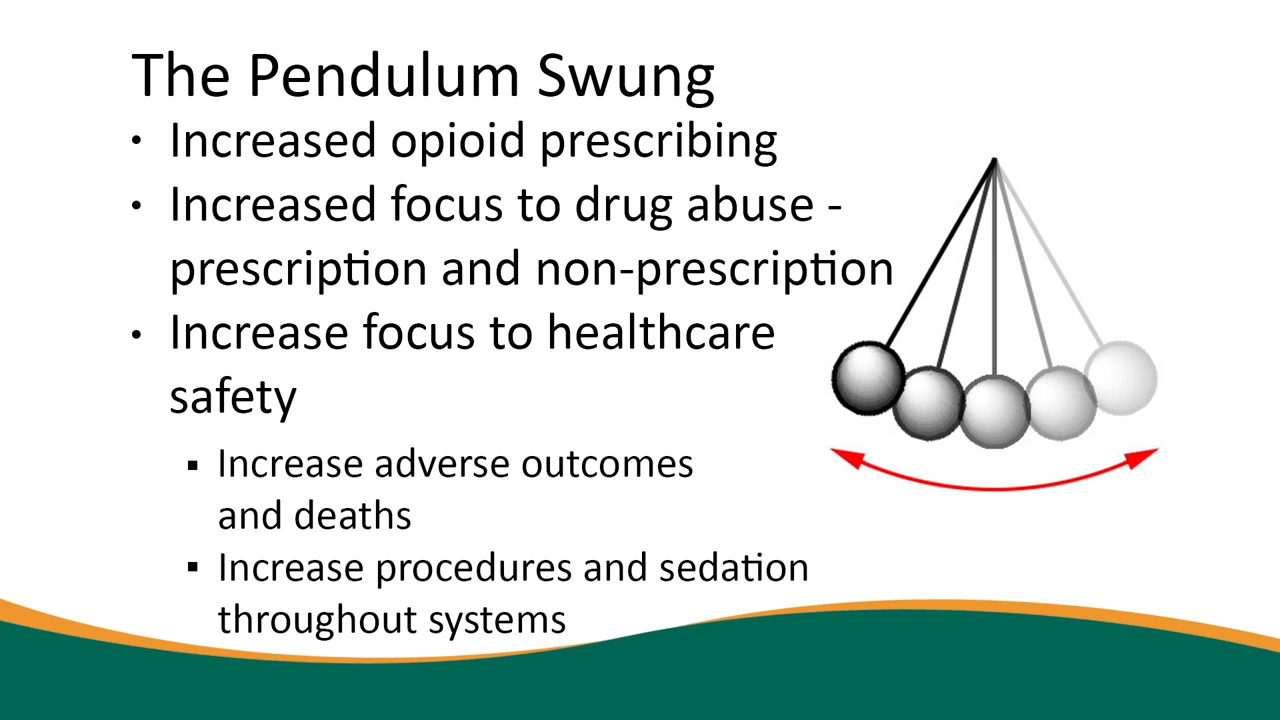 The Pendulum Swung
• Increased opioid prescribing
• Increased focus to drug abuse -
prescription and non-prescription
• Increase focus to healthcare
safety
▪ Increase adverse outcomes
and deaths
▪ Increase procedures and sedation
throughout systems